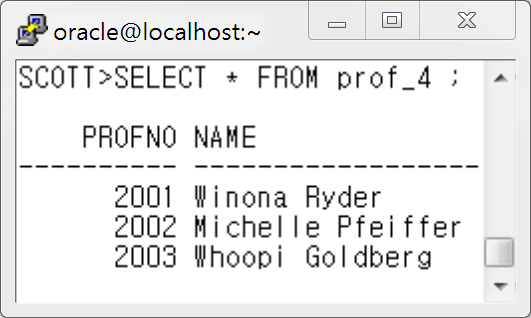 oracle@localhost:~
SCOTT>SELECT * FROM prof_4 ;
PROFNO NAME
---------- ------------------
2001 Winona Ryder
2002 Michelle Pfeiffer
2003 Whoopi Goldberg